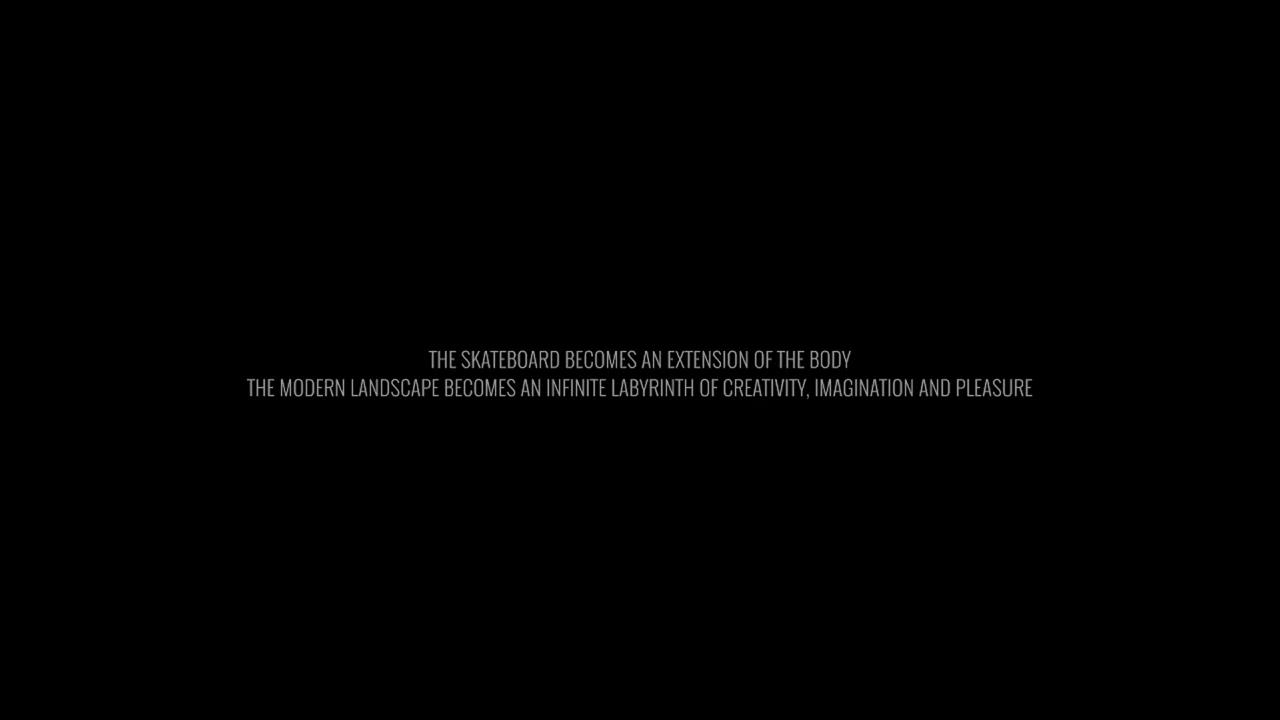 THE SKATEBOARD BECOMES AN EXTENSION OF THE BODY
THE MODERN LANDSCAPE BECOMES AN INFINITE LABYRINTH OF CREATIVITY, IMAGINATION AND PLEASURE